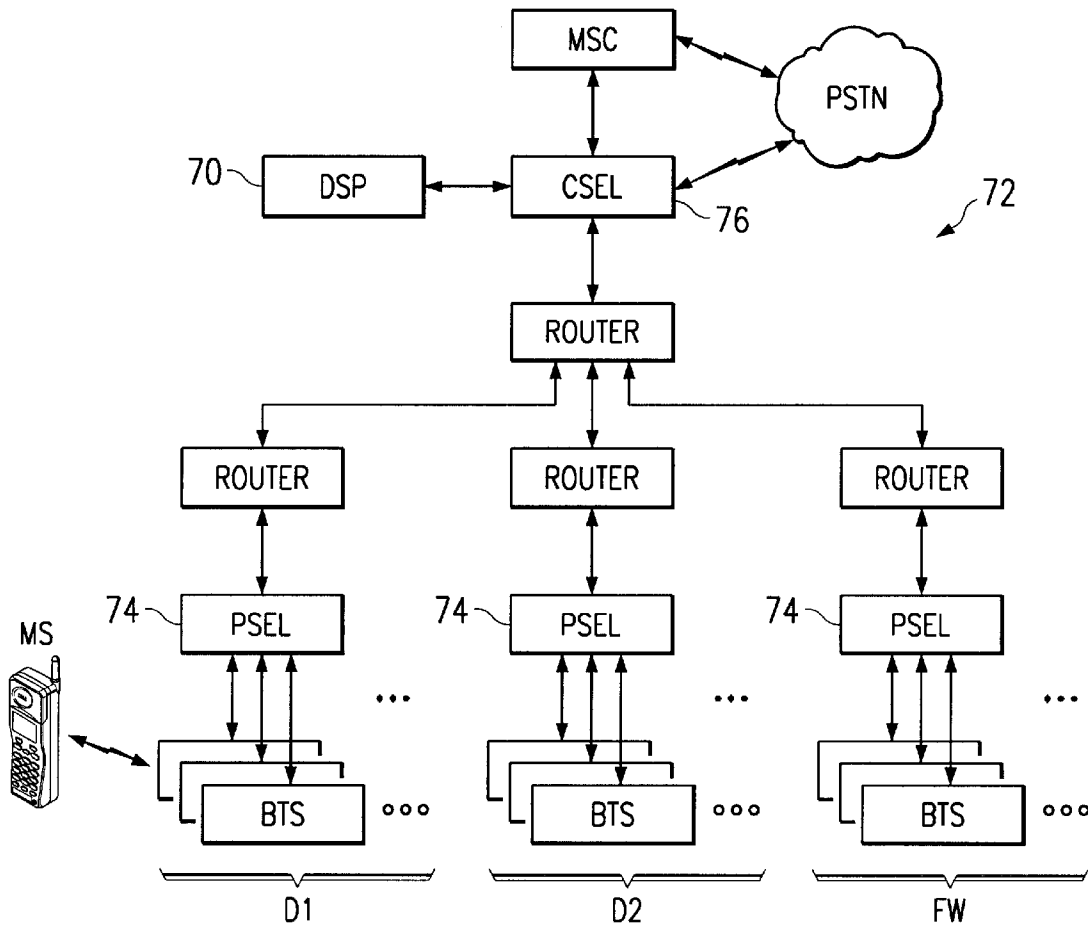 MSC
PSTN
70
DSP
CSEL
76
72
ROUTER
ROUTER
ROUTER
ROUTER
74
PSEL
74
PSEL
74
PSEL
MS
BTS
BTS
BTS
D1
D2
FW